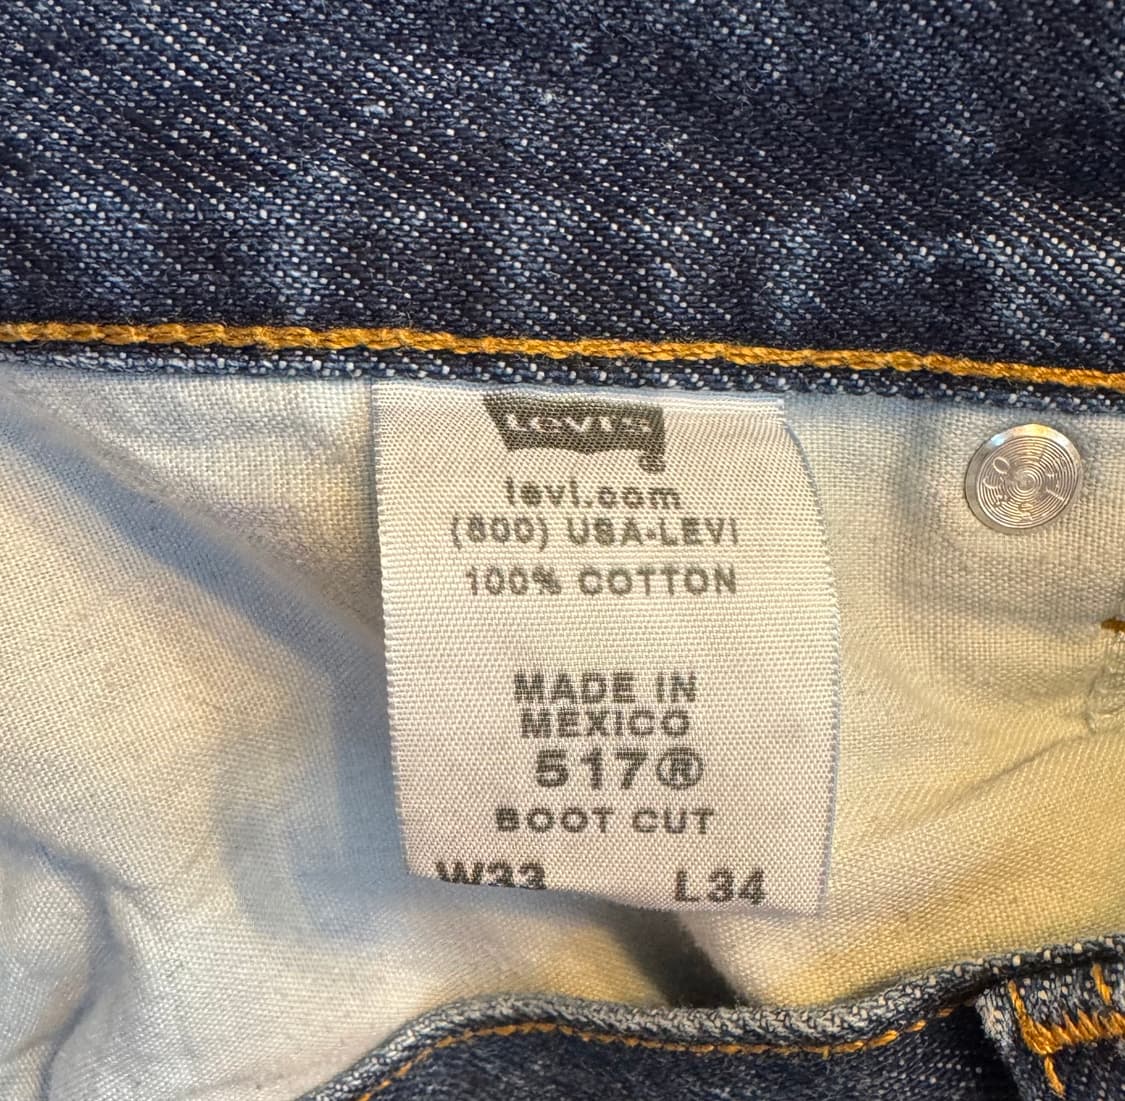 Levi's
levi.com
(800) USA-LEVI
100% COTTON
MADE IN
MEXICO
517®
BOOT CUT
W33 L34